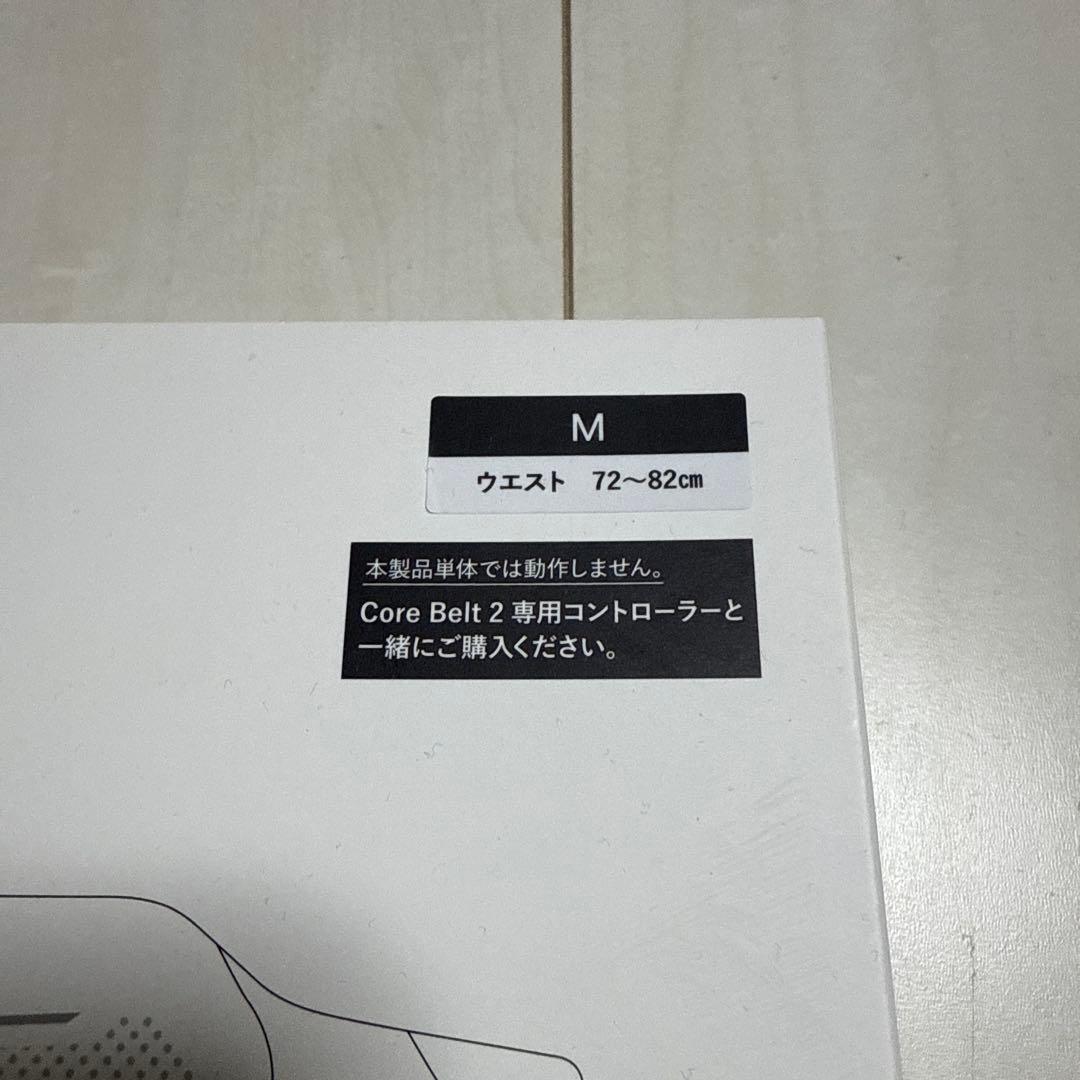 M
ウエスト　72～82㎝
本製品単体では動作しません。
Core Belt 2 専用コントローラーと
一緒にご購入ください。